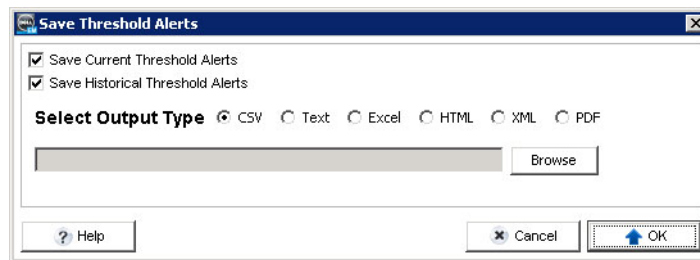 Save Threshold Alerts
Save Current Threshold Alerts
Save Historical Threshold Alerts
Select Output Type CSV Text Excel HTML XML PDF
Browse
Help Cancel OK